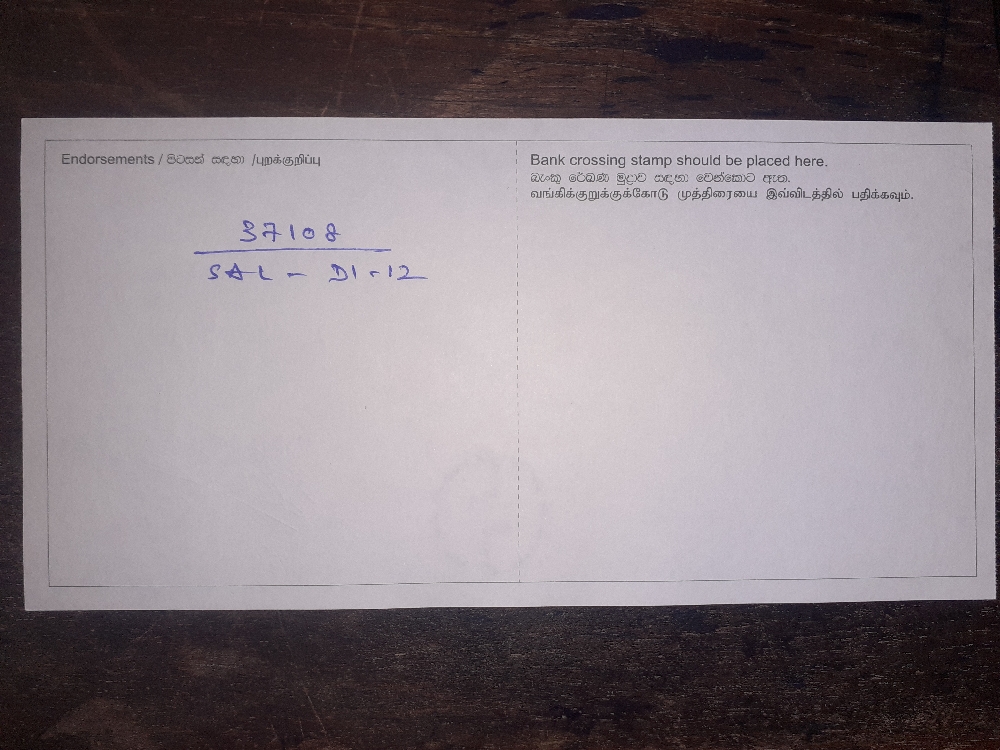 Endorsements / පිටසන් සඳහා /புறக்குறிப்பு
37108
SAL - D1-12
Bank crossing stamp should be placed here.
බැංකු රේඛණ මුද්‍රාව සඳහා වෙන්කොට ඇත.
வங்கிக்குறுக்குக்கோடு முத்திரையை இவ்விடத்தில் பதிக்கவும்.